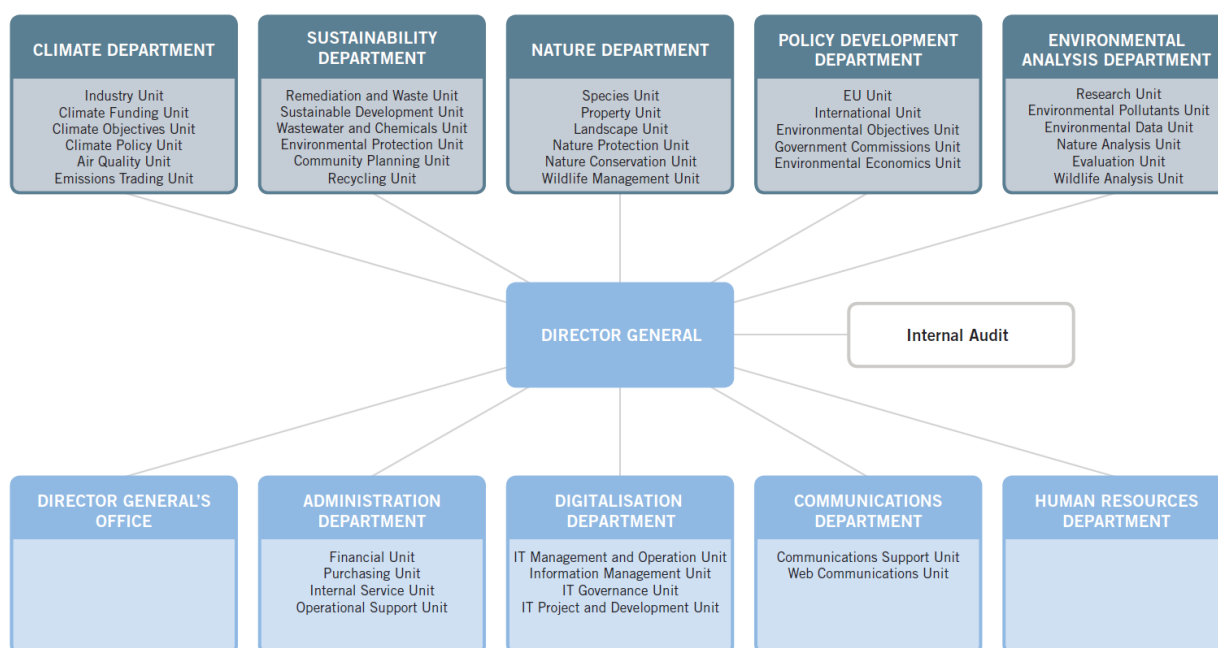 CLIMATE DEPARTMENT
Industry Unit
Climate Funding Unit
Climate Objectives Unit
Climate Policy Unit
Air Quality Unit
Emissions Trading Unit
SUSTAINABILITY
DEPARTMENT
Remediation and Waste Unit
Sustainable Development Unit
Wastewater and Chemicals Unit
Environmental Protection Unit
Community Planning Unit
Recycling Unit
NATURE DEPARTMENT
Species Unit
Property Unit
Landscape Unit
Nature Protection Unit
Nature Conservation Unit
Wildlife Management Unit
POLICY DEVELOPMENT
DEPARTMENT
EU Unit
International Unit
Environmental Objectives Unit
Government Commissions Unit
Environmental Economics Unit
ENVIRONMENTAL
ANALYSIS DEPARTMENT
Research Unit
Environmental Pollutants Unit
Environmental Data Unit
Nature Analysis Unit
Evaluation Unit
Wildlife Analysis Unit
DIRECTOR GENERAL
Internal Audit
DIRECTOR GENERAL'S
OFFICE
ADMINISTRATION
DEPARTMENT
Financial Unit
Purchasing Unit
Internal Service Unit
Operational Support Unit
DIGITALISATION
DEPARTMENT
IT Management and Operation Unit
Information Management Unit
IT Governance Unit
IT Project and Development Unit
COMMUNICATIONS
DEPARTMENT
Communications Support Unit
Web Communications Unit
HUMAN RESOURCES
DEPARTMENT